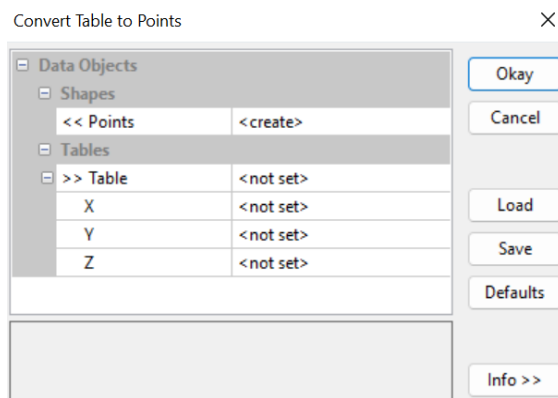 Convert Table to Points
Data Objects
Okay
Shapes
<< Points <create>
Cancel
Tables
>> Table <not set>
X <not set>
Load
Y <not set>
Save
Z <not set>
Defaults
Info >>